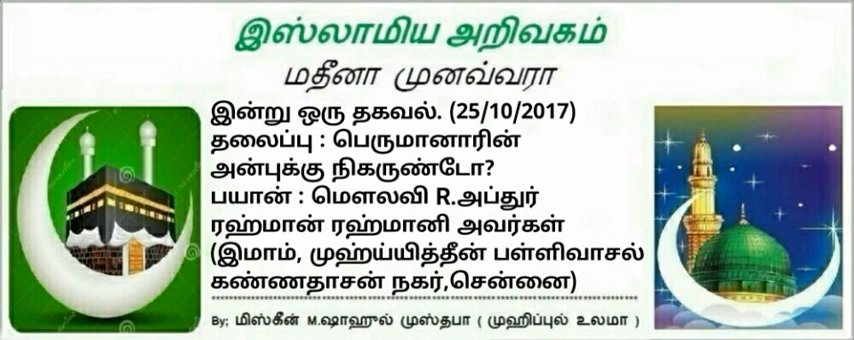 இஸ்லாமிய அறிவகம்
மதீனா முனவ்வரா
இன்று ஒரு தகவல். (25/10/2017)
தலைப்பு : பெருமானாரின்
அன்புக்கு நிகருண்டோ?
பயான் : மௌலவி R.அப்துர்
ரஹ்மான் ரஹ்மானி அவர்கள்
(இமாம், முஹ்ய்யித்தீன் பள்ளிவாசல்
கண்ணதாசன் நகர்,சென்னை)
By; மிஸ்கீன் M.ஷாஹுல் முஸ்தபா ( முஹிப்புல் உலமா )